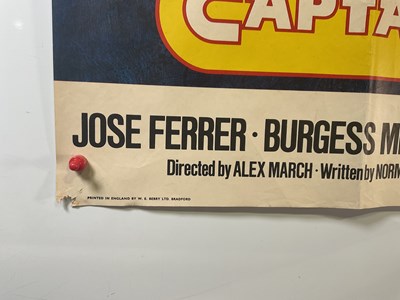 CAPTA
JOSE FERRER · BURGESS M
Directed by ALEX MARCH · Written by NORM
PRINTED IN ENGLAND BY W. E. BERRY LTD. BRADFORD